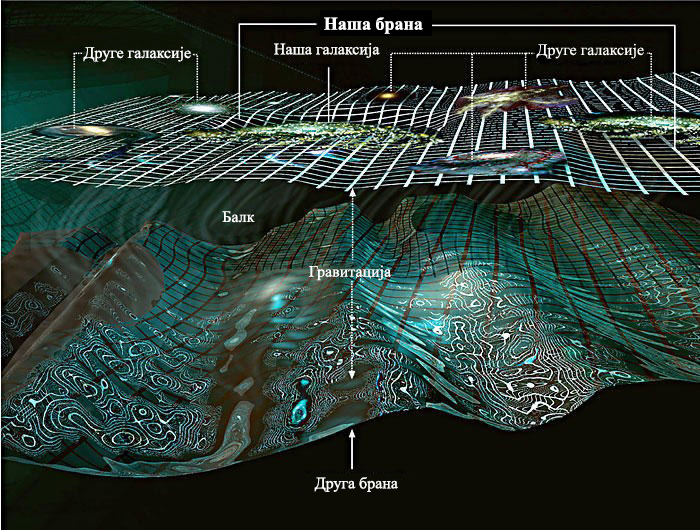 Наша брана
Друге галаксије
Наша галаксија
Друге галаксије
Балк
Гравитација
Друга брана